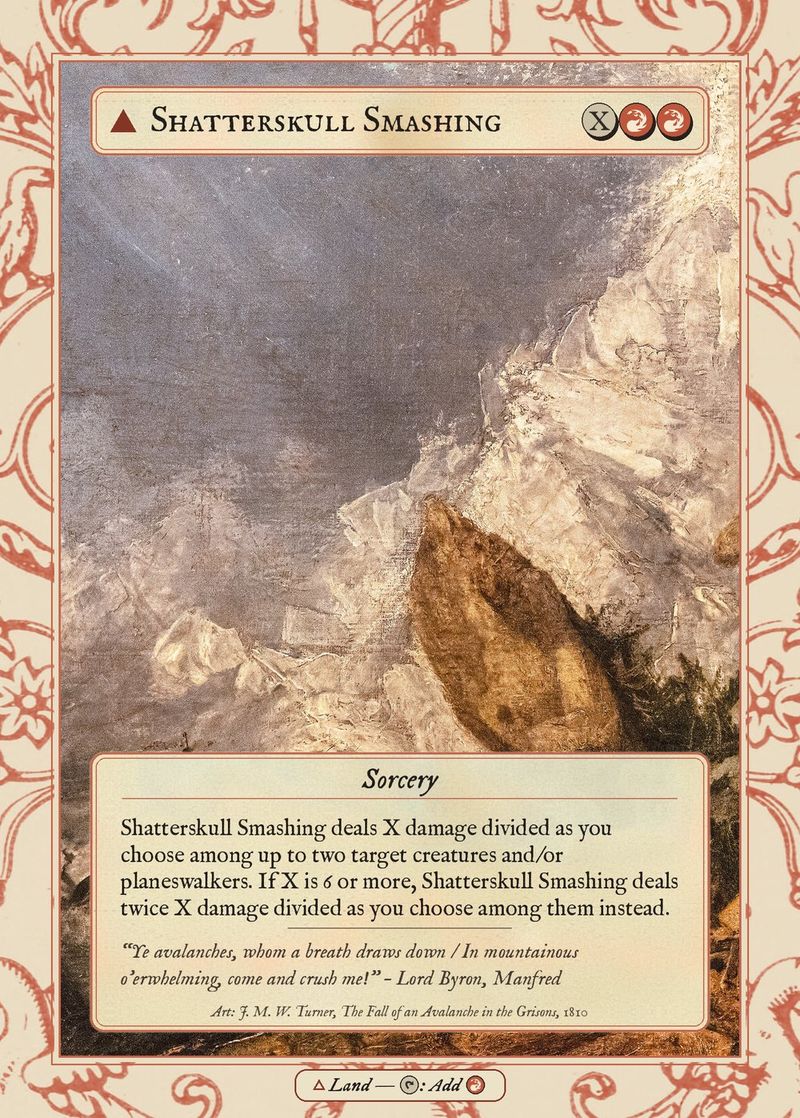 Shatterskull Smashing X
Sorcery
Shatterskull Smashing deals X damage divided as you
choose among up to two target creatures and/or
planeswalkers. If X is 6 or more, Shatterskull Smashing deals
twice X damage divided as you choose among them instead.
“Ye avalanches, whom a breath draws down / In mountainous
o'erwhelming, come and crush me!” – Lord Byron, Manfred
Art: J. M. W. Turner, The Fall of an Avalanche in the Grisons, 1810
Land — : Add